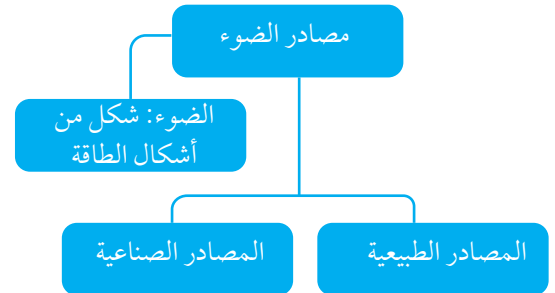 مصادر الضوء
الضوء: شكل من
أشكال الطاقة
المصادر الطبيعية
المصادر الصناعية